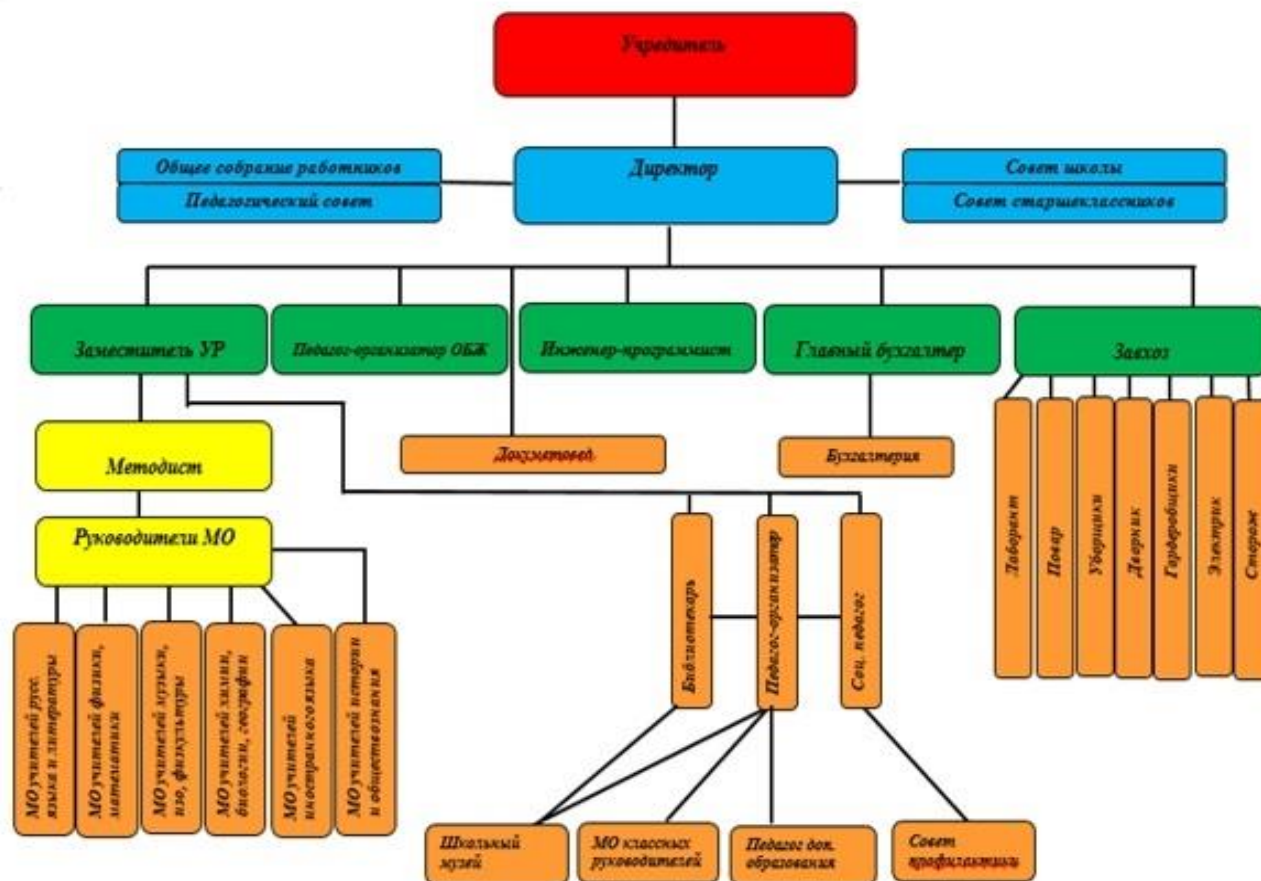 Учредитель
Общее собрание работников
Директор
Совет школы
Педагогический совет
Совет старшеклассников
Заместитель УР
Педагог-организатор ОБЖ
Инженер-программист
Главный бухгалтер
Завхоз
Методист
Документовед
Бухгалтерия
Руководители МО
Лаборант
Повар
Уборщики
Дворник
Гардеробщики
Электрик
Сторож
Библиотекарь
Педагог-организатор
Соц. педагог
МО учителей русс.
языка и литературы
МО учителей физики,
математики
МО учителей музыки,
изо, физкультуры
МО учителей химии,
биологии, географии
МО учителей
иностранного языка
МО учителей истории
и обществознания
Школьный
музей
МО классных
руководителей
Педагог доп.
образования
Совет
профилактики